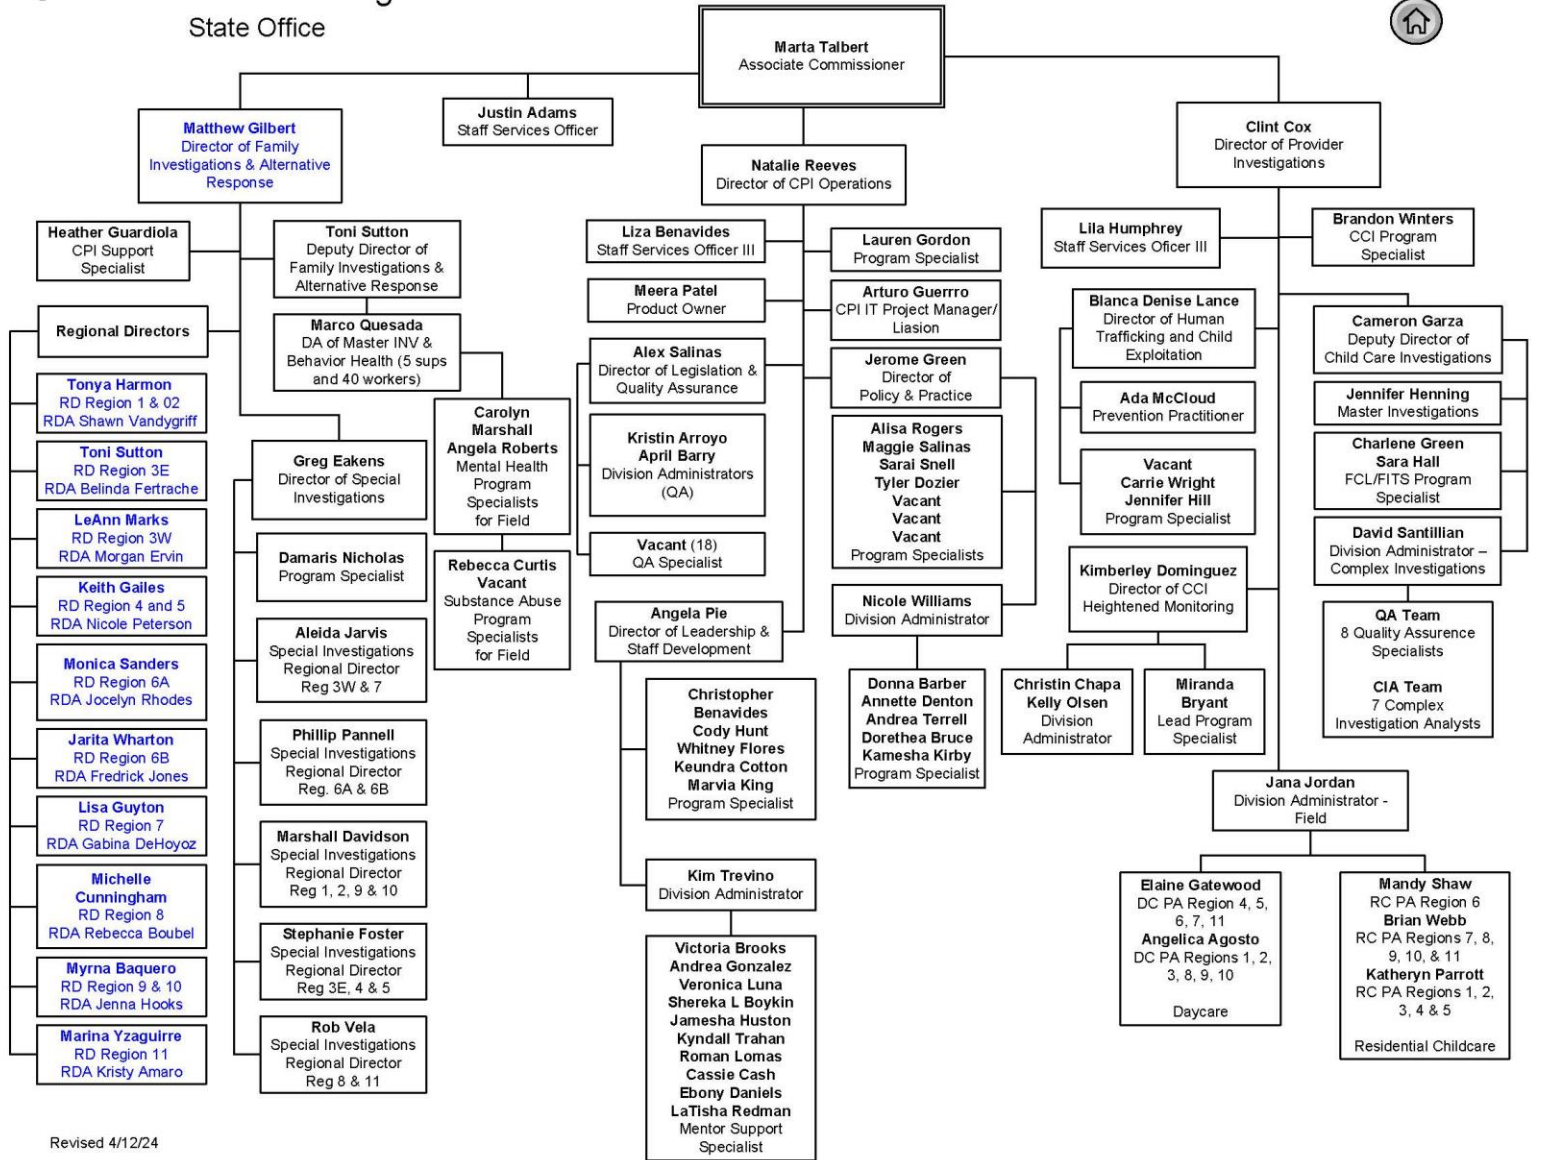 State Office
Marta Talbert
Associate Commissioner
Justin Adams
Staff Services Officer
Matthew Gilbert
Director of Family
Investigations & Alternative
Response
Natalie Reeves
Director of CPI Operations
Clint Cox
Director of Provider
Investigations
Heather Guardiola
CPI Support
Specialist
Toni Sutton
Deputy Director of
Family Investigations &
Alternative Response
Marco Quesada
DA of Master INV &
Behavior Health (5 sups
and 40 workers)
Carolyn
Marshall
Angela Roberts
Mental Health
Program
Specialists
for Field
Rebecca Curtis
Vacant
Substance Abuse
Program
Specialists
for Field
Regional Directors
Tonya Harmon
RD Region 1 & 02
RDA Shawn Vandygriff
Toni Sutton
RD Region 3E
RDA Belinda Fertrache
LeAnn Marks
RD Region 3W
RDA Morgan Ervin
Keith Gailes
RD Region 4 and 5
RDA Nicole Peterson
Monica Sanders
RD Region 6A
RDA Jocelyn Rhodes
Jarita Wharton
RD Region 6B
RDA Fredrick Jones
Lisa Guyton
RD Region 7
RDA Gabina DeHoyoz
Michelle
Cunningham
RD Region 8
RDA Rebecca Boubel
Myrna Baquero
RD Region 9 & 10
RDA Jenna Hooks
Marina Yzaguirre
RD Region 11
RDA Kristy Amaro
Greg Eakens
Director of Special
Investigations
Damaris Nicholas
Program Specialist
Aleida Jarvis
Special Investigations
Regional Director
Reg 3W & 7
Phillip Pannell
Special Investigations
Regional Director
Reg. 6A & 6B
Marshall Davidson
Special Investigations
Regional Director
Reg 1, 2, 9 & 10
Stephanie Foster
Special Investigations
Regional Director
Reg 3E, 4 & 5
Rob Vela
Special Investigations
Regional Director
Reg 8 & 11
Liza Benavides
Staff Services Officer III
Lauren Gordon
Program Specialist
Meera Patel
Product Owner
Arturo Guerrro
CPI IT Project Manager/
Liasion
Alex Salinas
Director of Legislation &
Quality Assurance
Kristin Arroyo
April Barry
Division Administrators
(QA)
Vacant (18)
QA Specialist
Jerome Green
Director of
Policy & Practice
Alisa Rogers
Maggie Salinas
Sarai Snell
Tyler Dozier
Vacant
Vacant
Vacant
Program Specialists
Nicole Williams
Division Administrator
Donna Barber
Annette Denton
Andrea Terrell
Dorethea Bruce
Kamesha Kirby
Program Specialist
Angela Pie
Director of Leadership &
Staff Development
Christopher
Benavides
Cody Hunt
Whitney Flores
Keundra Cotton
Marvia King
Program Specialist
Kim Trevino
Division Administrator
Victoria Brooks
Andrea Gonzalez
Veronica Luna
Shereka L Boykin
Jamesha Huston
Kyndall Trahan
Roman Lomas
Cassie Cash
Ebony Daniels
LaTisha Redman
Mentor Support
Specialist
Lila Humphrey
Staff Services Oficer III
Brandon Winters
CCI Program
Specialist
Blanca Denise Lance
Director of Human
Trafficking and Child
Exploitation
Ada McCloud
Prevention Practitioner
Vacant
Carrie Wright
Jennifer Hill
Program Specialist
Cameron Garza
Deputy Director of
Child Care Investigations
Jennifer Henning
Master Investigations
Charlene Green
Sara Hall
FCL/FITS Program
Specialist
David Santillian
Division Administrator –
Complex Investigations
QA Team
8 Quality Assurence
Specialists
CIA Team
7 Complex
Investigation Analysts
Kimberley Dominguez
Director of CCI
Heightened Monitoring
Christin Chapa
Kelly Olsen
Division
Administrator
Miranda
Bryant
Lead Program
Specialist
Jana Jordan
Division Administrator -
Field
Elaine Gatewood
DC PA Region 4, 5,
6, 7, 11
Angelica Agosto
DC PA Regions 1, 2,
3, 8, 9, 10
Daycare
Mandy Shaw
RC PA Region 6
Brian Webb
RC PA Regions 7, 8,
9, 10, & 11
Katheryn Parrott
RC PA Regions 1, 2,
3, 4 & 5
Residential Childcare
Revised 4/12/24